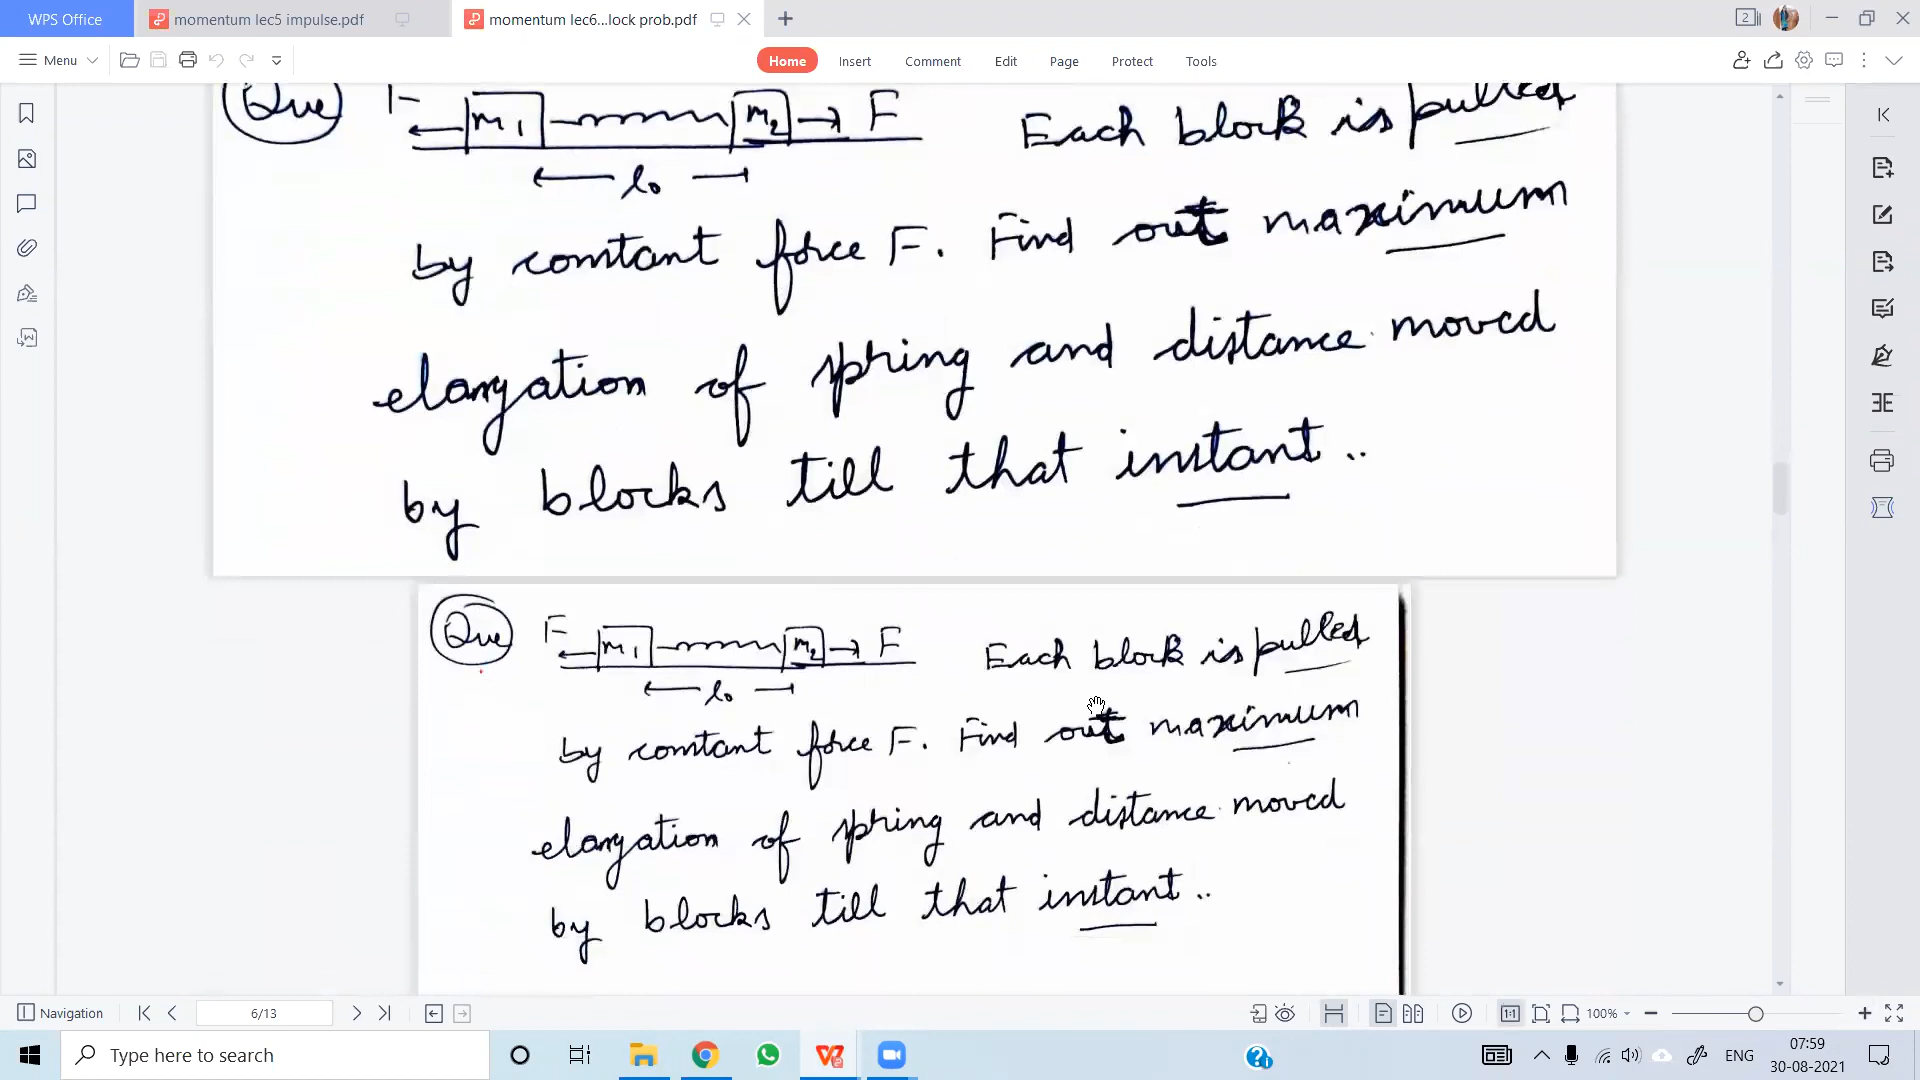 WPS Office
momentum lec5 impulse.pdf
momentum lec6...lock prob.pdf
2
Menu
Home
Insert
Comment
Edit
Page
Protect
Tools
Que F m1 m2 F Each block is pulled
l0
by constant force F. Find out maximum
elongation of spring and distance moved
by blocks till that instant..
Que F m1 m2 F Each block is pulled
l0
by constant force F. Find out maximum
elongation of spring and distance moved
by blocks till that instant..
Navigation
6/13
1:1
100%
Type here to search
ENG
07:59
30-08-2021